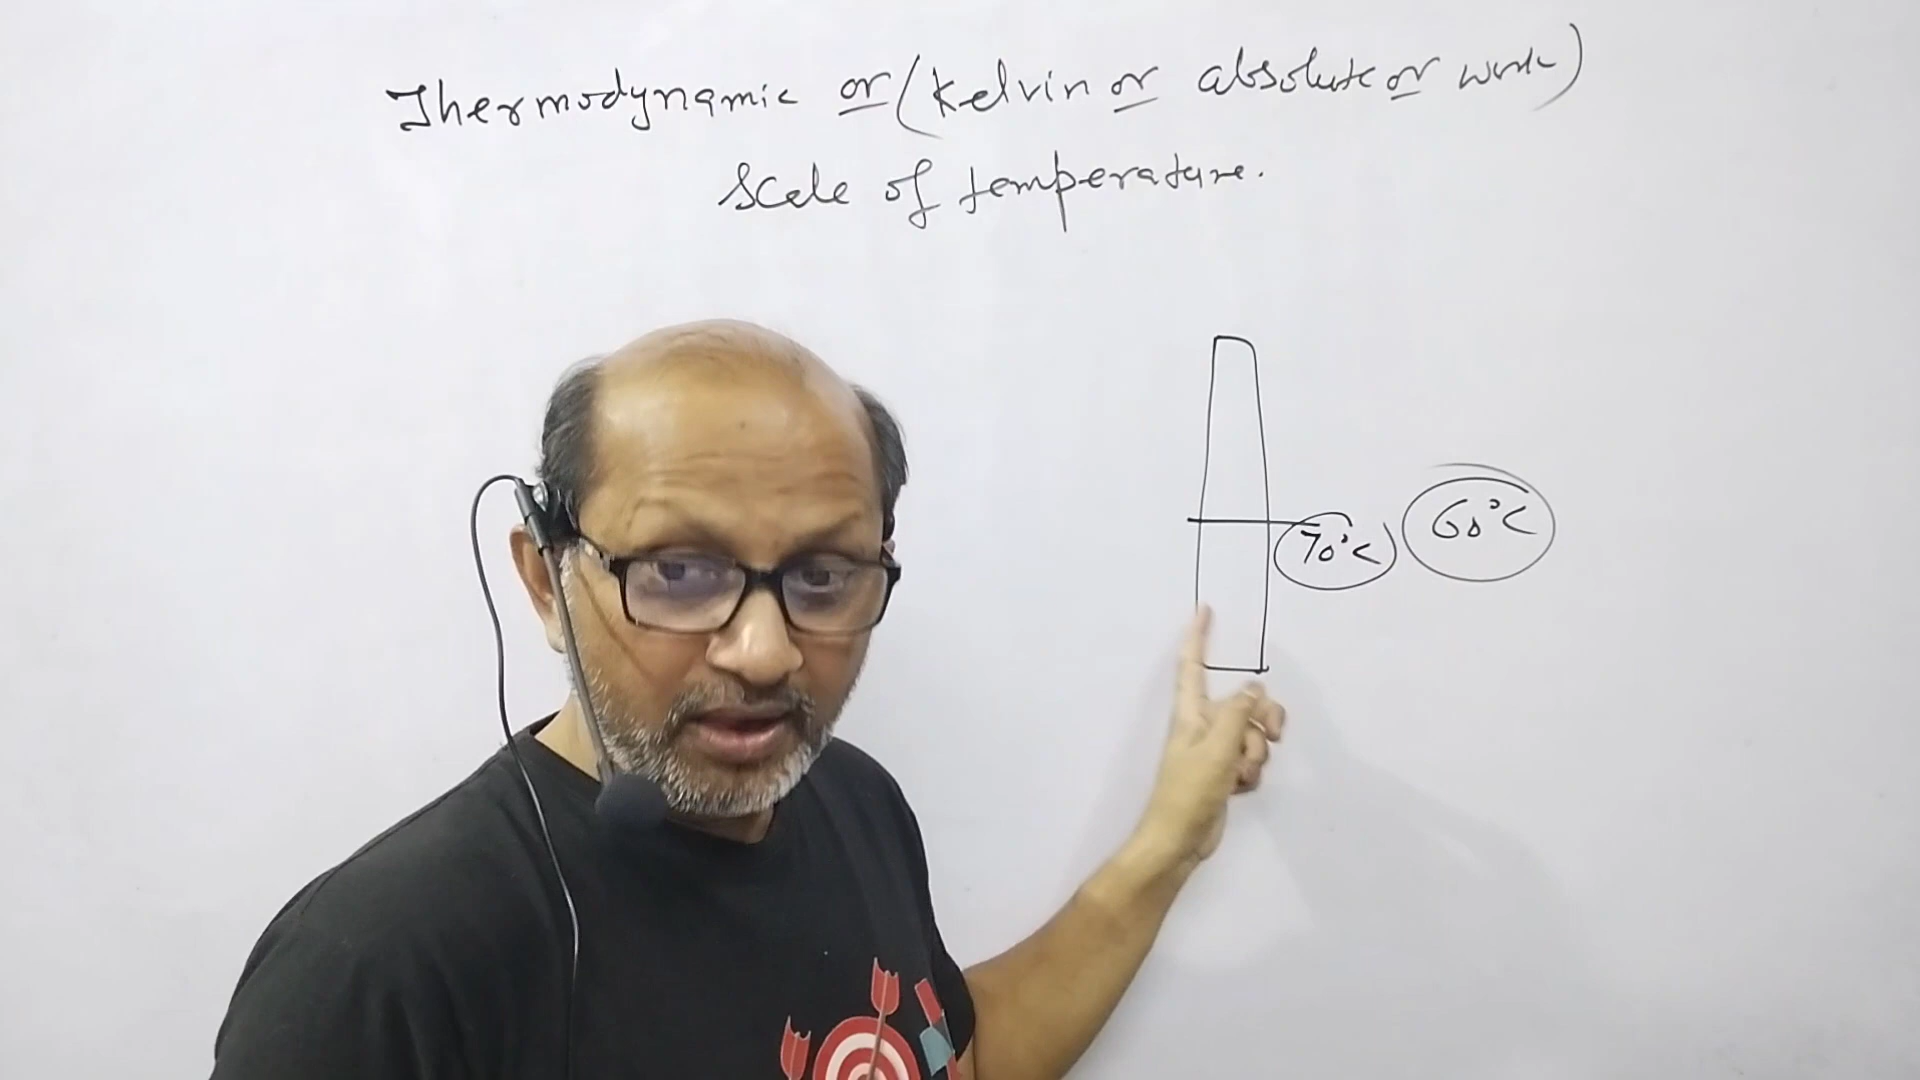 Thermodynamic or (Kelvin or absolute or work)
Scale of temperature.
70°C 60°C